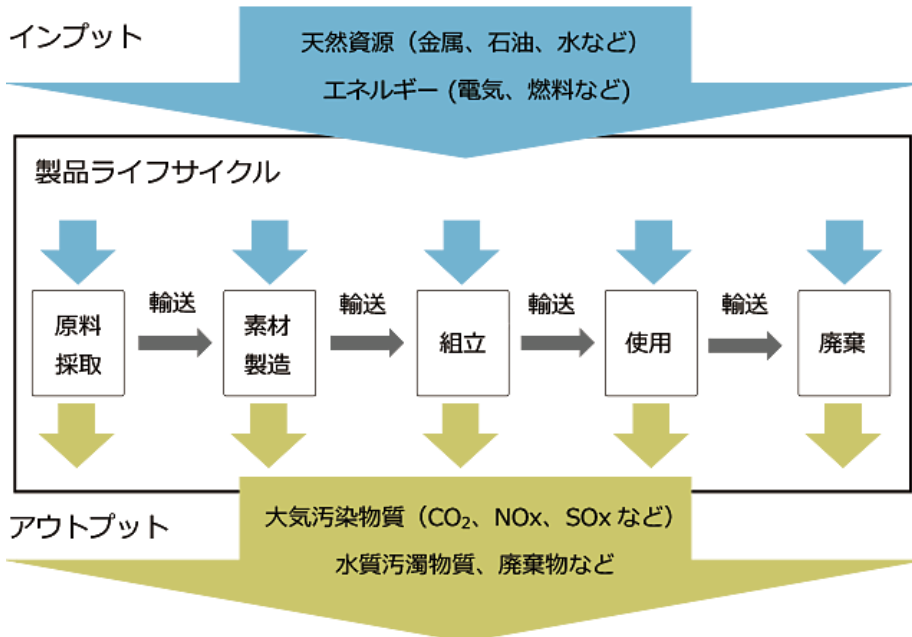 インプット
天然資源（金属、石油、水など）
エネルギー (電気、燃料など)
製品ライフサイクル
原料
採取
輸送
素材
製造
輸送
組立
輸送
使用
輸送
廃棄
アウトプット
大気汚染物質（CO₂、NOx、SOx など）
水質汚濁物質、廃棄物など